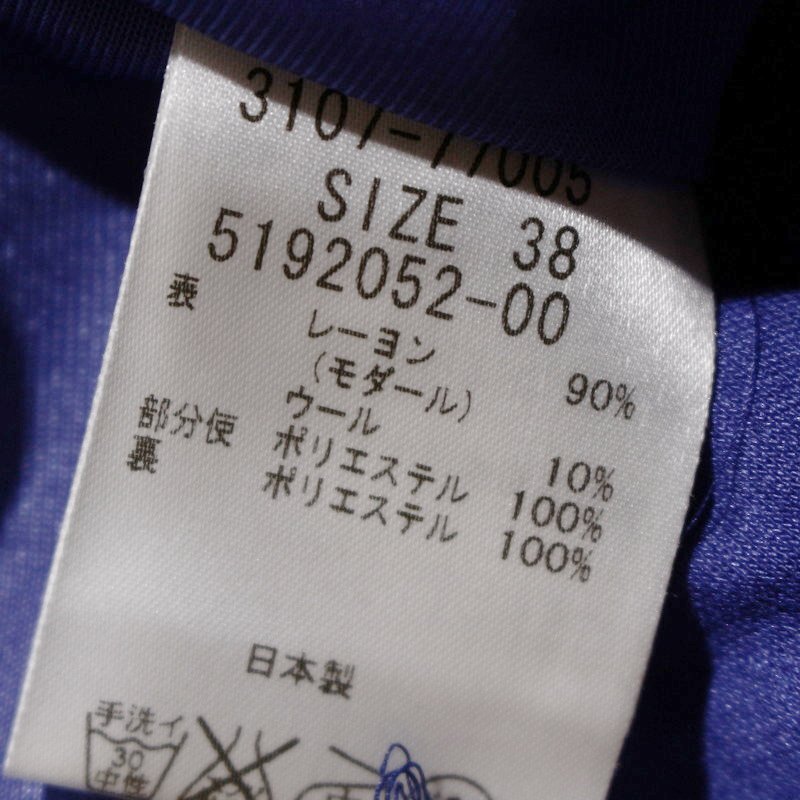 3107-77005
SIZE 38
5192052-00
表
レーヨン
(モダール) 90%
ウール 10%
部分使 ポリエステル 100%
裏 ポリエステル 100%
日本製
手洗イ
30
中性